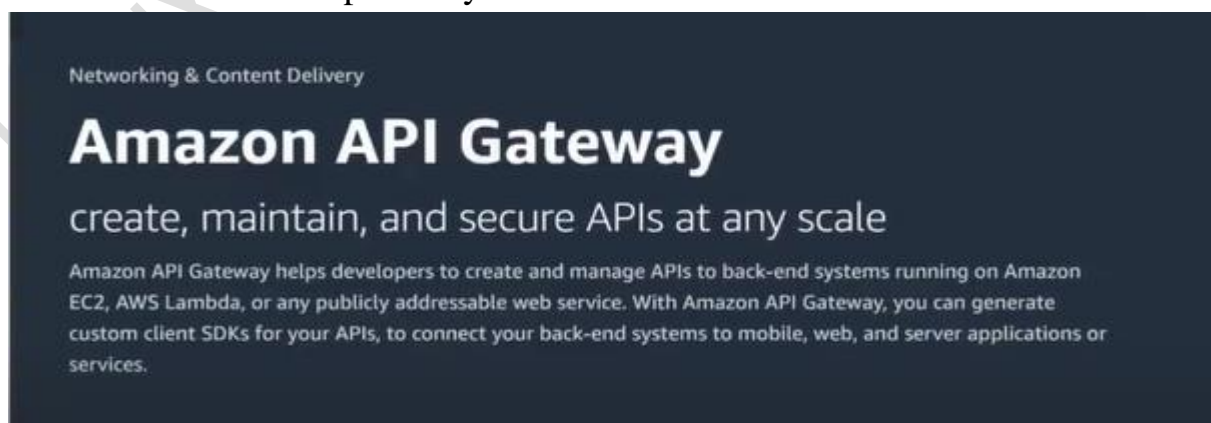 Networking & Content Delivery
Amazon API Gateway
create, maintain, and secure APIs at any scale
Amazon API Gateway helps developers to create and manage APIs to back-end systems running on Amazon
EC2, AWS Lambda, or any publicly addressable web service. With Amazon API Gateway, you can generate
custom client SDKs for your APIs, to connect your back-end systems to mobile, web, and server applications or
services.